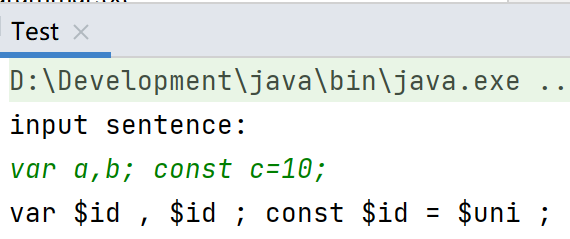 Test
D:\Development\java\bin\java.exe ..
input sentence:
var a,b; const c=10;
var $id , $id ; const $id = $uni ;